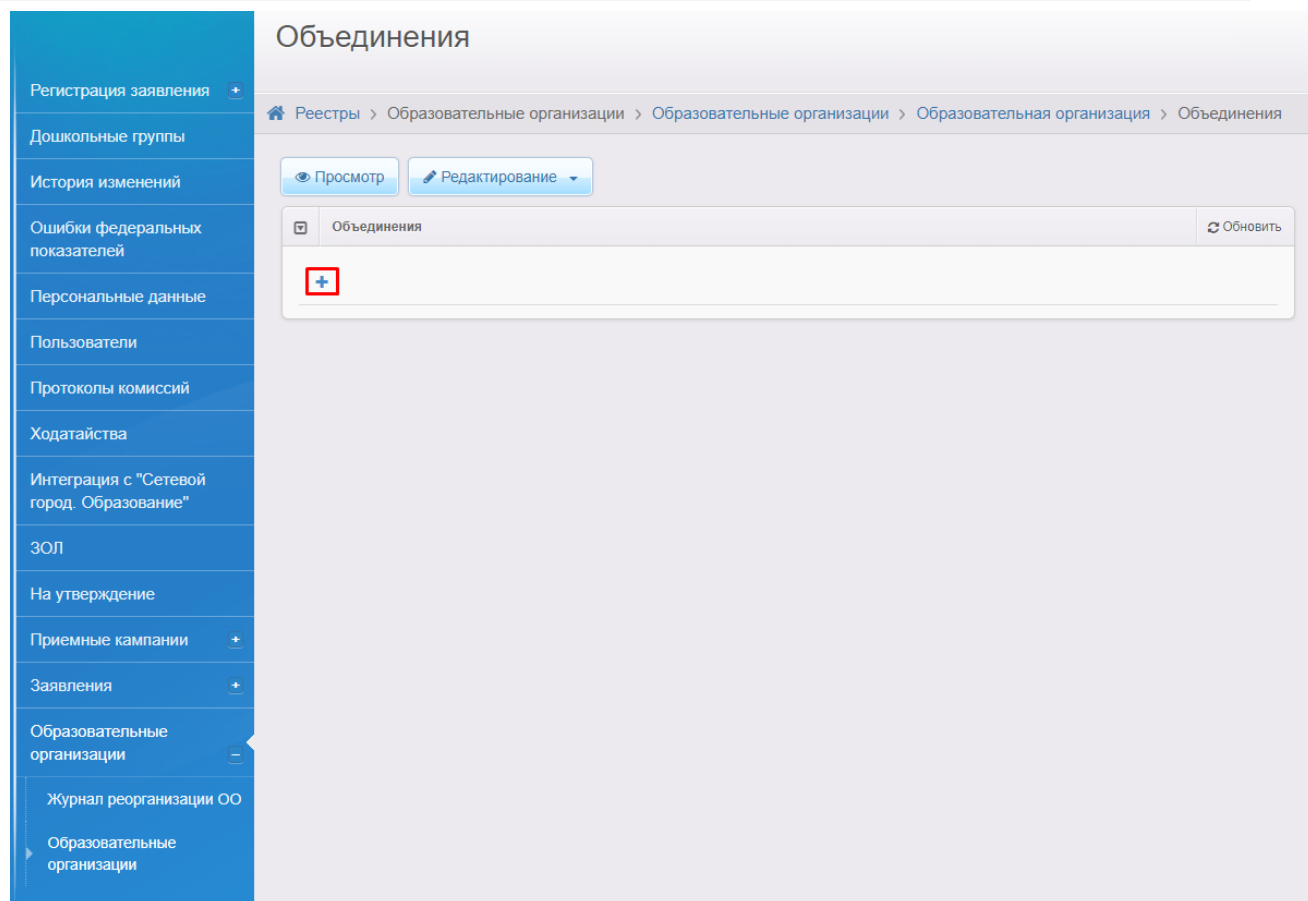 Объединения
Реестры > Образовательные организации > Образовательные организации > Образовательная организация > Объединения
Просмотр
Редактирование
Объединения
Обновить
Регистрация заявления
Дошкольные группы
История изменений
Ошибки федеральных
показателей
Персональные данные
Пользователи
Протоколы комиссий
Ходатайства
Интеграция с "Сетевой
город. Образование"
ЗОЛ
На утверждение
Приемные кампании
Заявления
Образовательные
организации
Журнал реорганизации ОО
Образовательные
организации